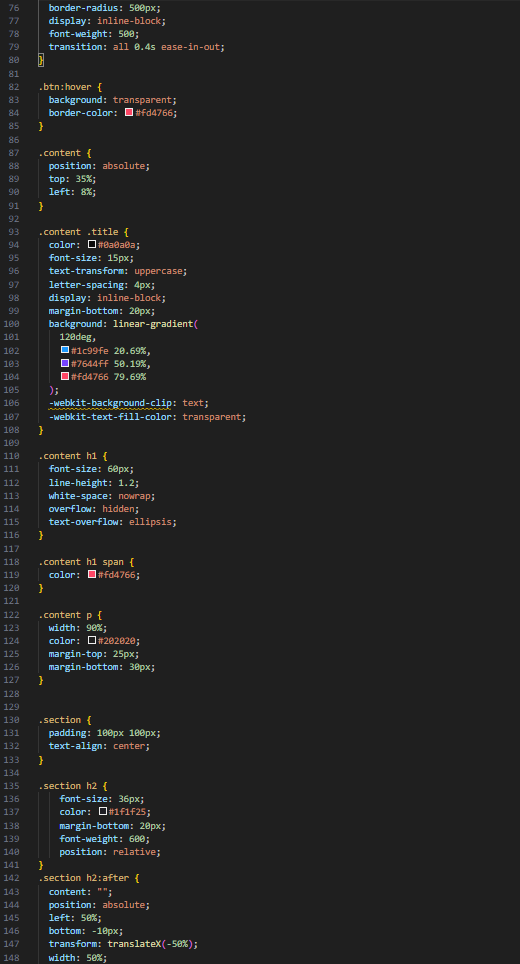 76 border-radius: 500px;
77 display: inline-block;
78 font-weight: 500;
79 transition: all 0.4s ease-in-out;
80 }
81
82 .btn:hover {
83 background: transparent;
84 border-color: #fd4766;
85 }
86
87 .content {
88 position: absolute;
89 top: 35%;
90 left: 8%;
91 }
92
93 .content .title {
94 color: #0a0a0a;
95 font-size: 15px;
96 text-transform: uppercase;
97 letter-spacing: 4px;
98 display: inline-block;
99 margin-bottom: 20px;
100 background: linear-gradient(
101 120deg,
102 #1c99fe 20.69%,
103 #7644ff 50.19%,
104 #fd4766 79.69%
105 );
106 -webkit-background-clip: text;
107 -webkit-text-fill-color: transparent;
108 }
109
110 .content h1 {
111 font-size: 60px;
112 line-height: 1.2;
113 white-space: nowrap;
114 overflow: hidden;
115 text-overflow: ellipsis;
116 }
117
118 .content h1 span {
119 color: #fd4766;
120 }
121
122 .content p {
123 width: 90%;
124 color: #202020;
125 margin-top: 25px;
126 margin-bottom: 30px;
127 }
128
129
130 .section {
131 padding: 100px 100px;
132 text-align: center;
133 }
134
135 .section h2 {
136 font-size: 36px;
137 color: #1f1f25;
138 margin-bottom: 20px;
139 font-weight: 600;
140 position: relative;
141 }
142 .section h2:after {
143 content: "";
144 position: absolute;
145 left: 50%;
146 bottom: -10px;
147 transform: translateX(-50%);
148 width: 50%;